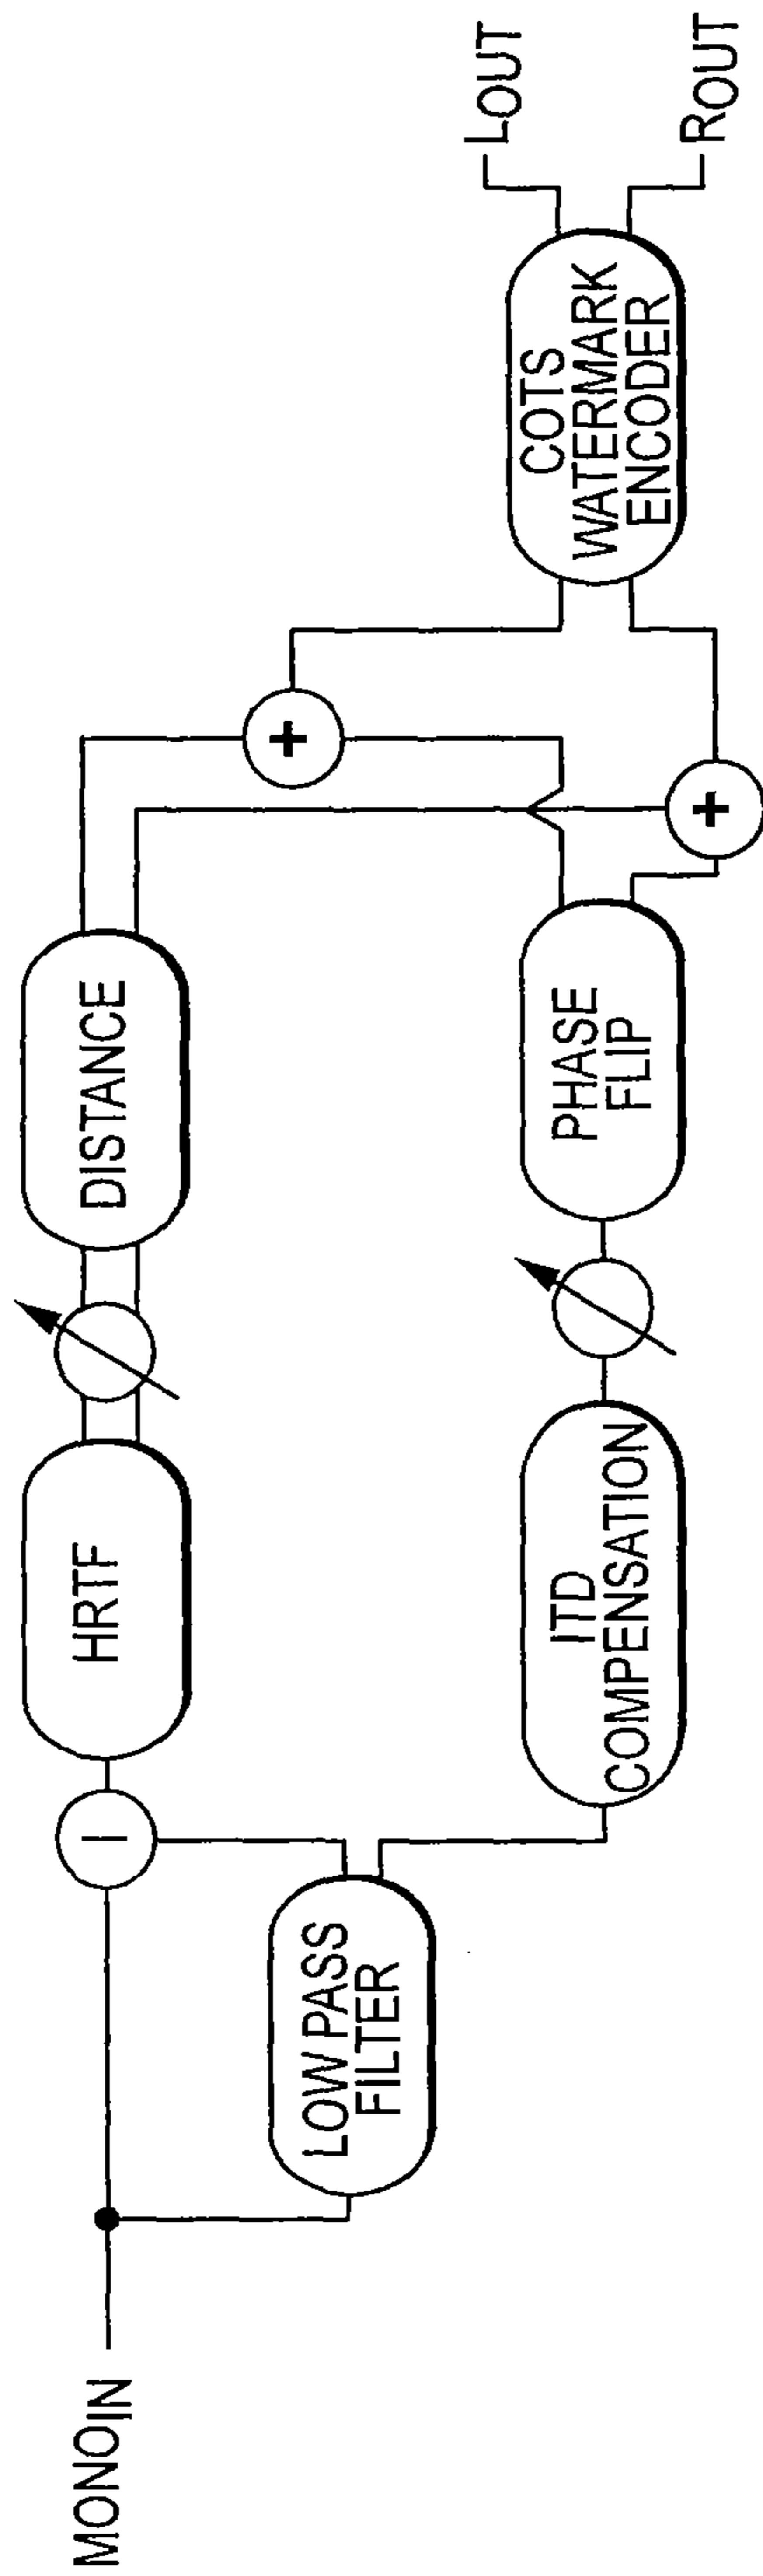 MONOIN
LOW PASS
FILTER
–
HRTF
ITD
COMPENSATION
DISTANCE
PHASE
FLIP
+
+
COTS
WATERMARK
ENCODER
LOUT
ROUT